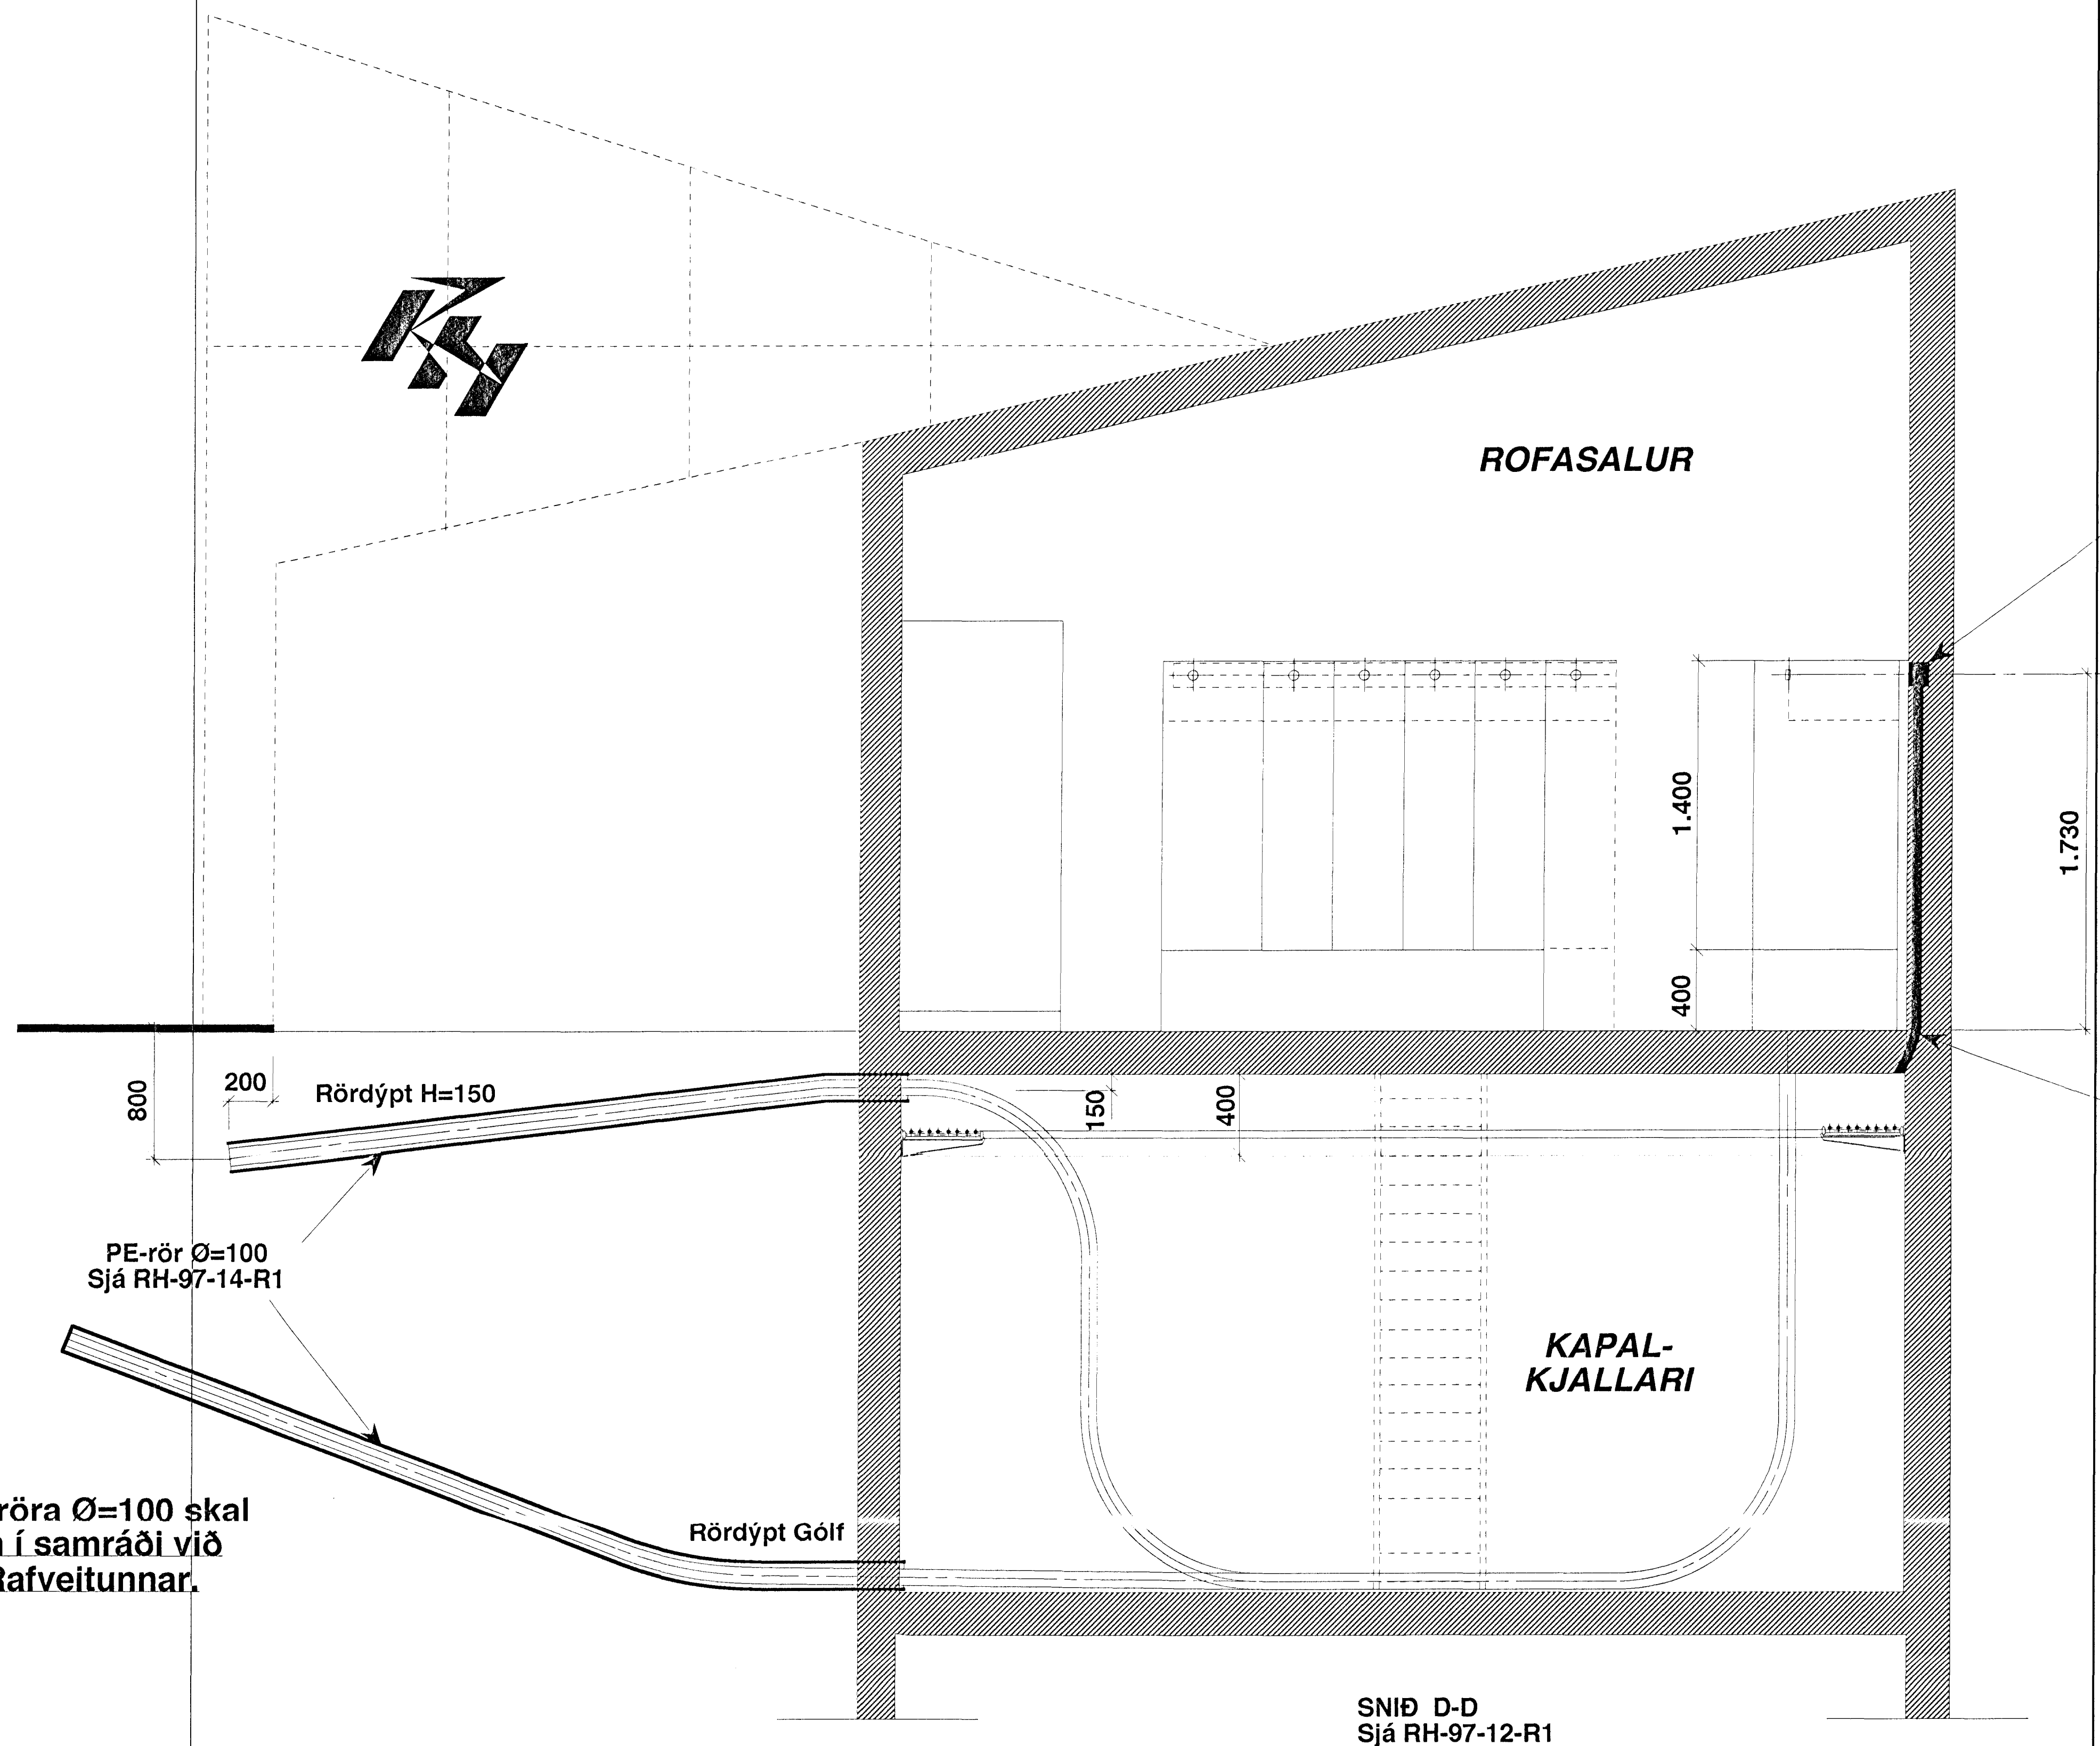 ROFASALUR
1.400
1.730
400
800
200
Rördýpt H=150
150
400
PE-rör Ø=100
Sjá RH-97-14-R1
KAPAL-
KJALLARI
röra Ø=100 skal
í samráði við
Rafveitunnar.
Rördýpt Gólf
SNIÐ D-D
Sjá RH-97-12-R1